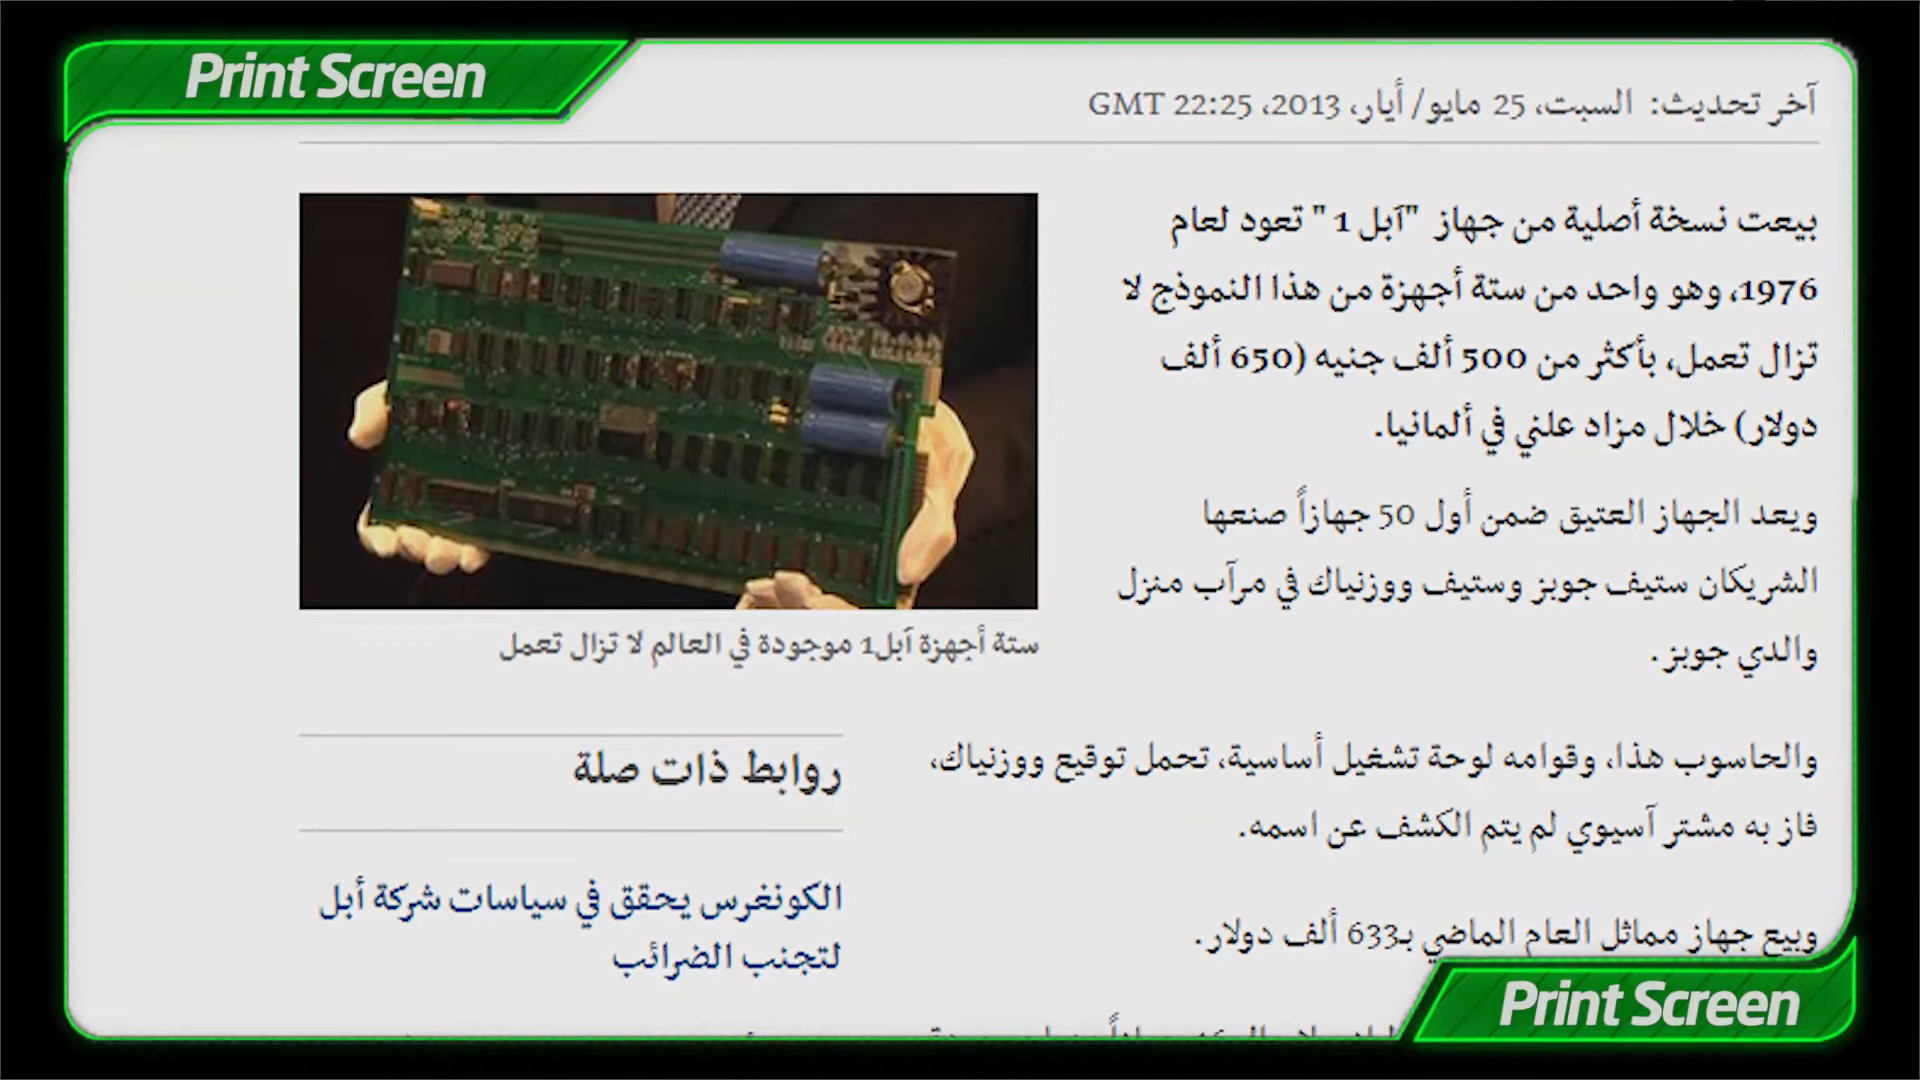 Print Screen
آخر تحديث: السبت، 25 مايو/ أيار، 2013، 22:25 GMT
بيعت نسخة أصلية من جهاز "آبل 1" تعود لعام
1976، وهو واحد من ستة أجهزة من هذا النموذج لا
تزال تعمل، بأكثر من 500 ألف جنيه (650 ألف
دولار) خلال مزاد علني في ألمانيا.
ويعد الجهاز العتيق ضمن أول 50 جهازاً صنعها
الشريكان ستيف جوبز وستيف ووزنياك في مرآب منزل
والدي جوبز.
ستة أجهزة آبل1 موجودة في العالم لا تزال تعمل
والحاسوب هذا، وقوامه لوحة تشغيل أساسية، تحمل توقيع ووزنياك،
فاز به مشتر آسيوي لم يتم الكشف عن اسمه.
وبيع جهاز مماثل العام الماضي بـ633 ألف دولار.
روابط ذات صلة
الكونغرس يحقق في سياسات شركة أبل
لتجنب الضرائب
Print Screen